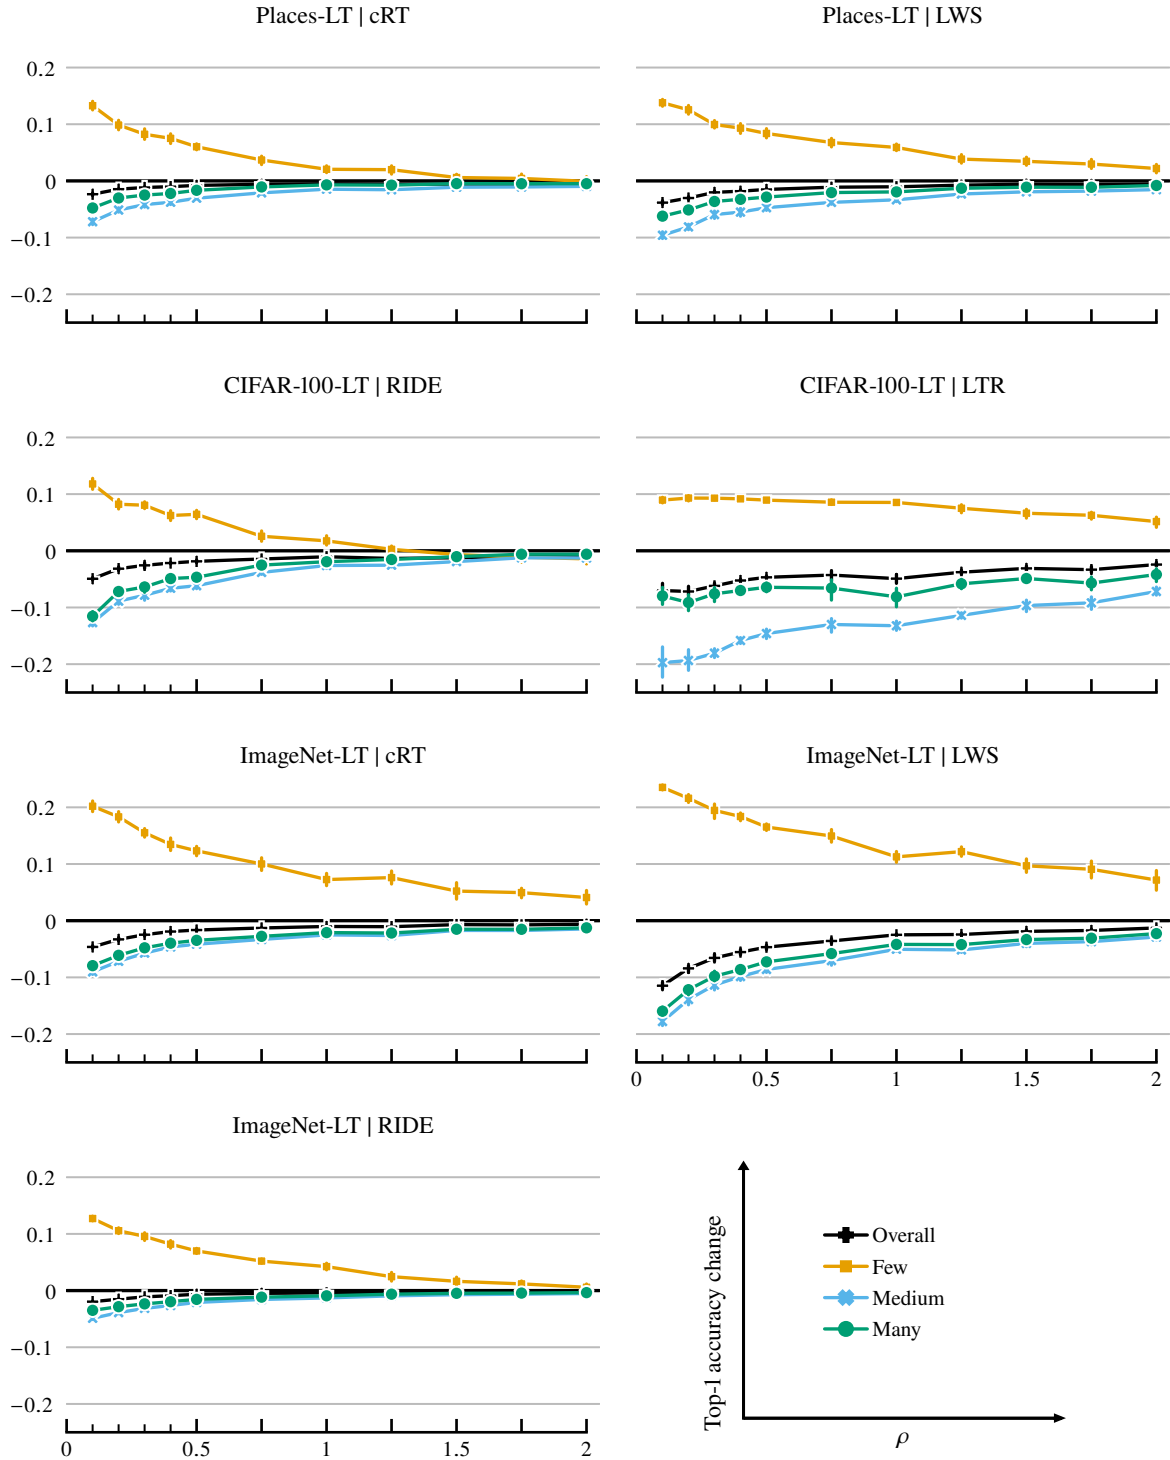 Places-LT | cRT
Places-LT | LWS
0.2
0.1
0
−0.1
−0.2
CIFAR-100-LT | RIDE
CIFAR-100-LT | LTR
0.2
0.1
0
−0.1
−0.2
ImageNet-LT | cRT
ImageNet-LT | LWS
0.2
0.1
0
−0.1
−0.2
0 0.5 1 1.5 2
ImageNet-LT | RIDE
0.2
0.1
0
−0.1
−0.2
0 0.5 1 1.5 2
Top-1 accuracy change
Overall
Few
Medium
Many
ρ